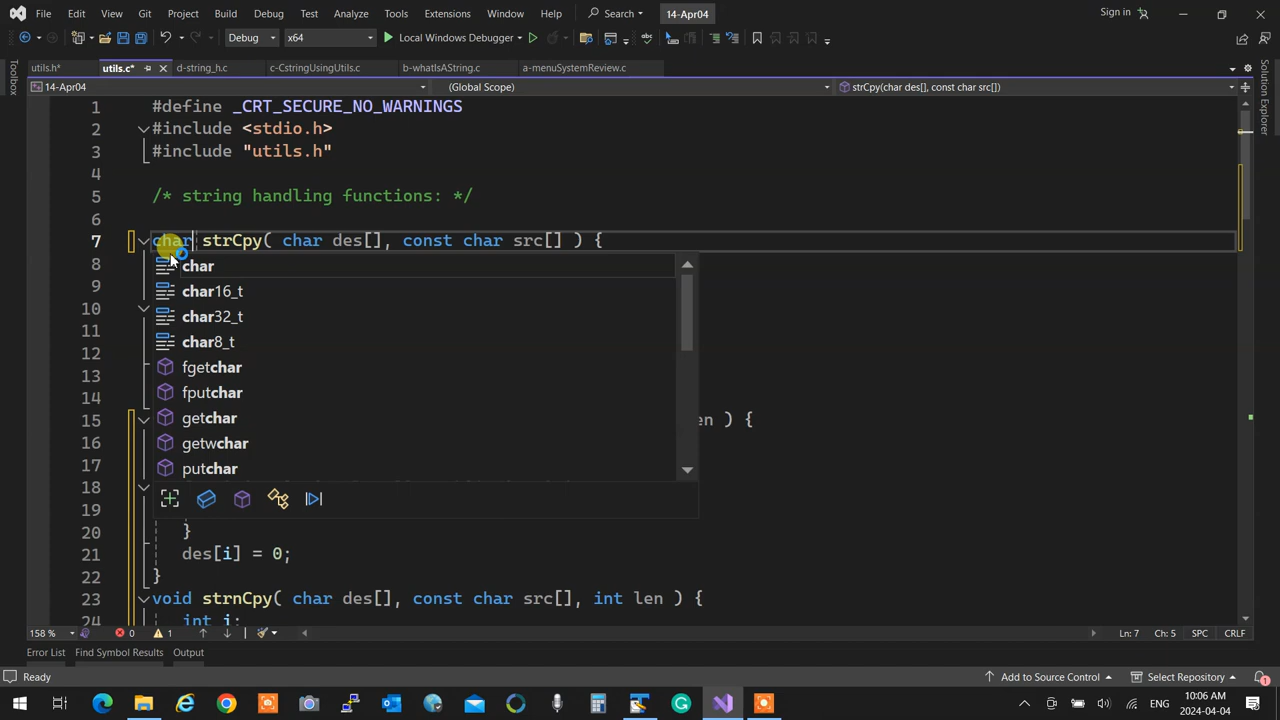 File Edit View Git Project Build Debug Test Analyze Tools Extensions Window Help Search 14-Apr04 Sign in
Debug x64 Local Windows Debugger
utils.h* utils.c* d-string_h.c c-CstringUsingUtils.c b-whatIsAString.c a-menuSystemReview.c
Toolbox
Solution Explorer
14-Apr04 (Global Scope) strCpy(char des[], const char src[])
1 #define _CRT_SECURE_NO_WARNINGS
2 #include <stdio.h>
3 #include "utils.h"
4
5 /* string handling functions: */
6
7 char strCpy( char des[], const char src[] ) {
8 char
9 char16_t
10 char32_t
11 char8_t
12 fgetchar
13 fputchar
14 getchar
15 en ) {
16 getwchar
17 putchar
18
19
20 }
21 des[i] = 0;
22 }
23 void strnCpy( char des[], const char src[], int len ) {
24 int i;
158 % 0 1 Ln: 7 Ch: 5 SPC CRLF
Error List Find Symbol Results Output
Ready Add to Source Control Select Repository 1
ENG 10:06 AM 2024-04-04